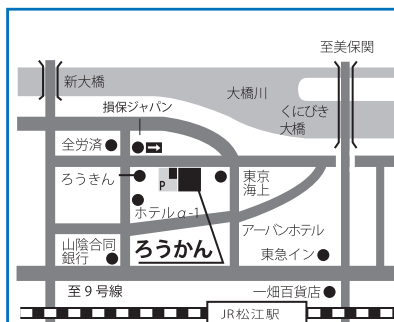 至美保関
新大橋
大橋川
損保ジャパン
くにびき
大橋
全労済
ろうきん
P
東京
海上
ホテルα-1
アーバンホテル
山陰合同
銀行
ろうかん
東急イン
至9号線
一畑百貨店
JR松江駅